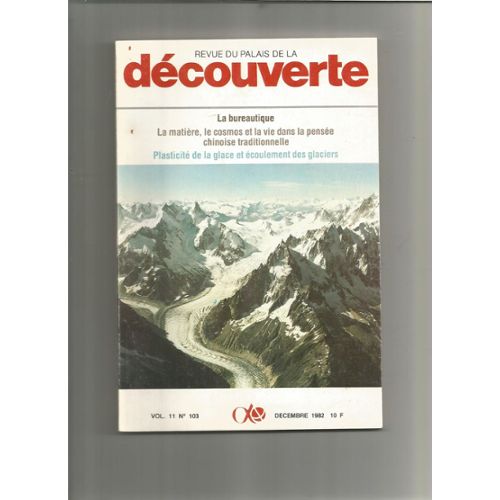 REVUE DU PALAIS DE LA
découverte
La bureautique
La matière, le cosmos et la vie dans la pensée
chinoise traditionnelle
Plasticité de la glace et écoulement des glaciers
VOL. 11 N° 103
DECEMBRE 1982 10 F